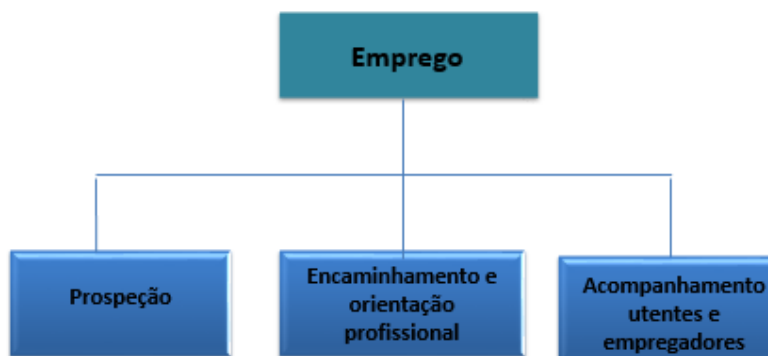 Emprego
Prospeção
Encaminhamento e
orientação
profissional
Acompanhamento
utentes e
empregadores